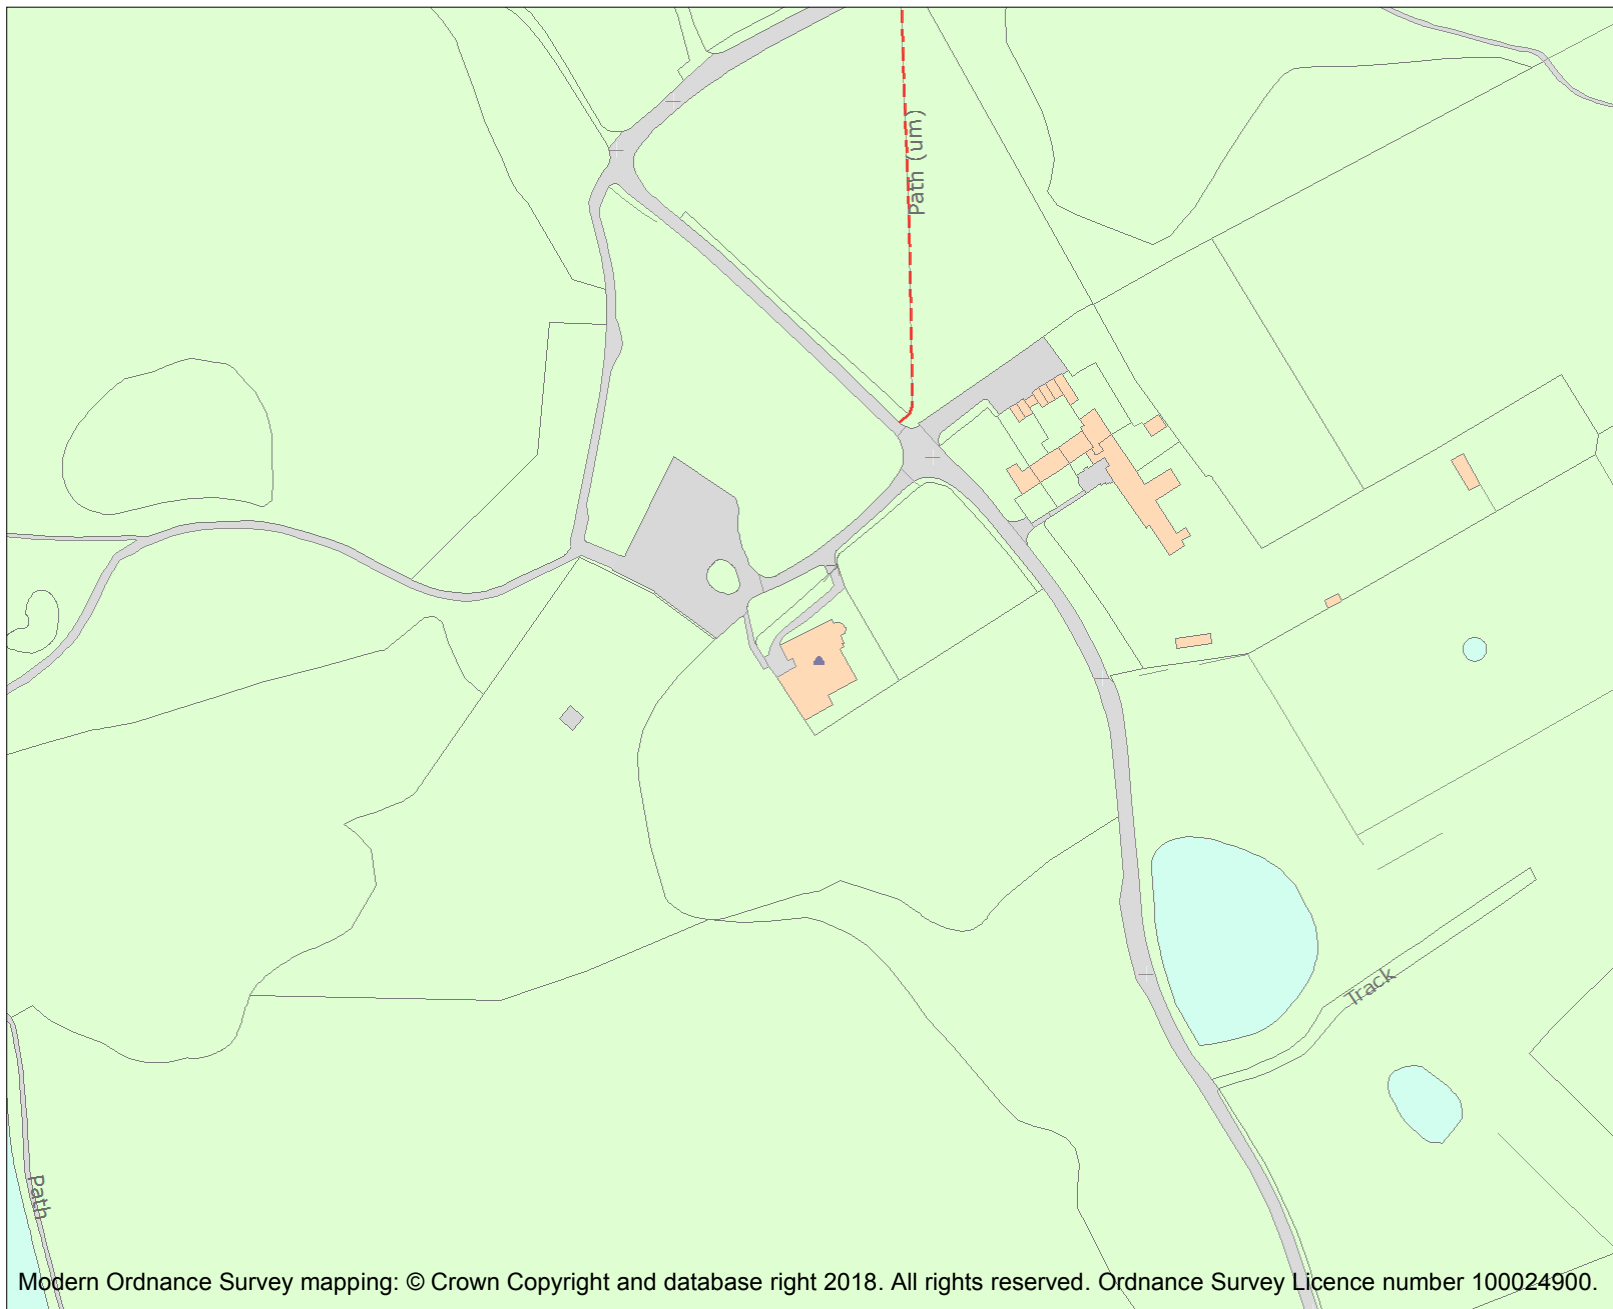 Path (um)
Track
Path
Modern Ordnance Survey mapping: © Crown Copyright and database right 2018. All rights reserved. Ordnance Survey Licence number 100024900.